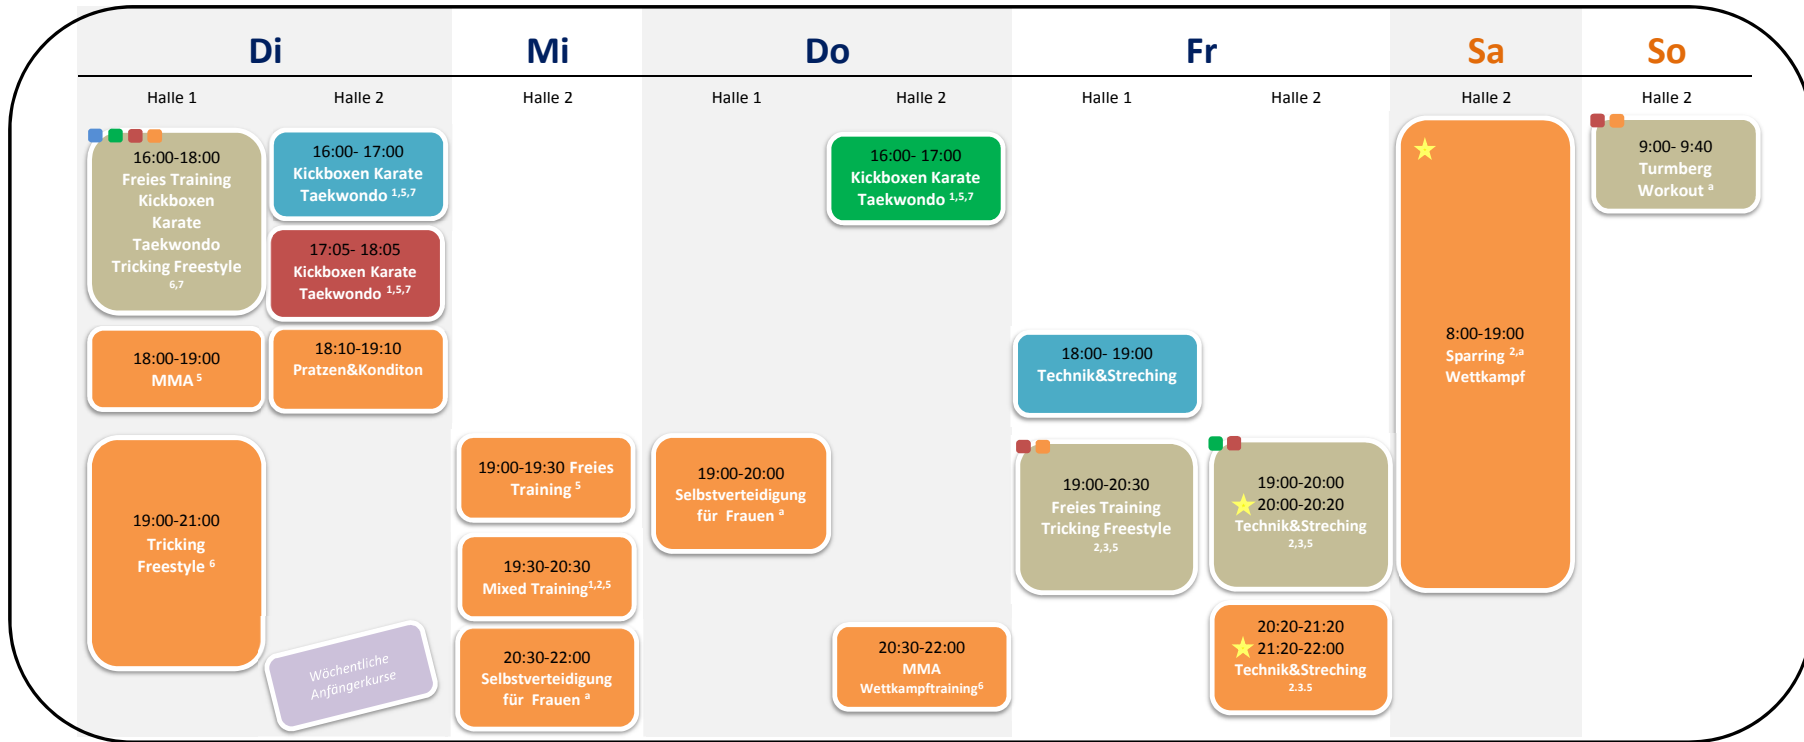 Di
Mi
Do
Fr
Sa
So
Halle 1
Halle 2
Halle 2
Halle 1
Halle 2
Halle 1
Halle 2
Halle 2
Halle 2
16:00-18:00
Freies Training
Kickboxen
Karate
Taekwondo
Tricking Freestyle
6,7
18:00-19:00
MMA 5
19:00-21:00
Tricking
Freestyle 6
16:00- 17:00
Kickboxen Karate
Taekwondo 1,5,7
17:05- 18:05
Kickboxen Karate
Taekwondo 1,5,7
18:10-19:10
Pratzen&Konditon
Wöchentliche
Anfängerkurse
19:00-19:30 Freies
Training 5
19:30-20:30
Mixed Training1,2,5
20:30-22:00
Selbstverteidigung
für Frauen a
19:00-20:00
Selbstverteidigung
für Frauen a
16:00- 17:00
Kickboxen Karate
Taekwondo 1,5,7
20:30-22:00
MMA
Wettkampftraining6
18:00- 19:00
Technik&Streching
19:00-20:30
Freies Training
Tricking Freestyle
2,3,5
19:00-20:00
20:00-20:20
Technik&Streching
2,3,5
20:20-21:20
21:20-22:00
Technik&Streching
2.3.5
8:00-19:00
Sparring 2,a
Wettkampf
9:00- 9:40
Turmberg
Workout a